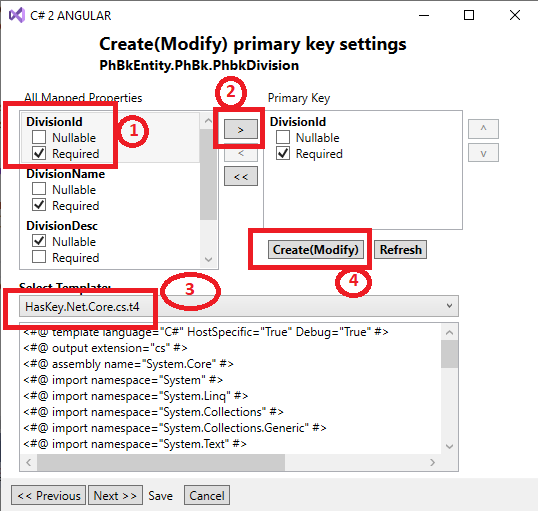 C# 2 ANGULAR
Create(Modify) primary key settings
PhBkEntity.PhBk.PhbkDivision
All Mapped Properties
Primary Key
DivisionId
Nullable
Required
DivisionName
Nullable
Required
DivisionDesc
Nullable
Required
1
2
>
<
<<
DivisionId
Nullable
Required
^
v
Create(Modify)
Refresh
4
Select Template:
3
HasKey.Net.Core.cs.t4
<#@ template language="C#" HostSpecific="True" Debug="True" #>
<#@ output extension="cs" #>
<#@ assembly name="System.Core" #>
<#@ import namespace="System" #>
<#@ import namespace="System.Linq" #>
<#@ import namespace="System.Collections" #>
<#@ import namespace="System.Collections.Generic" #>
<#@ import namespace="System.Text" #>
<< Previous
Next >>
Save
Cancel